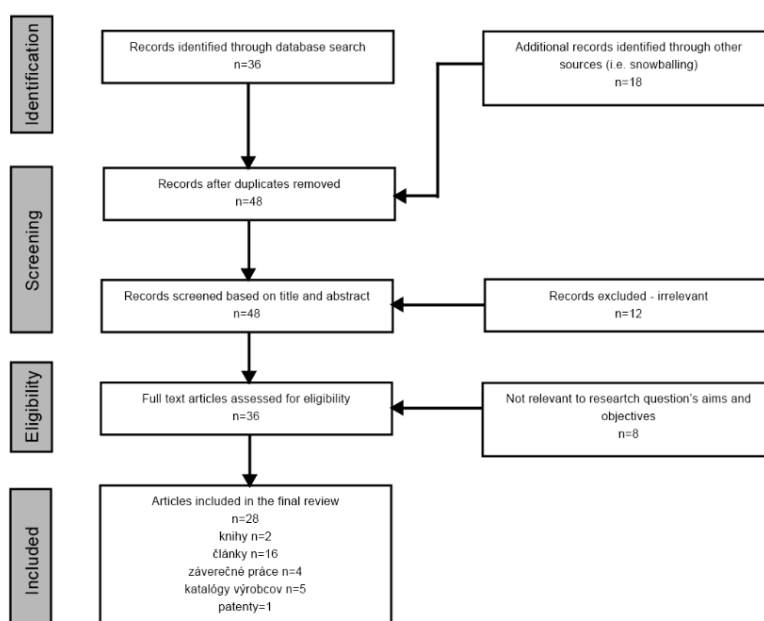 Identification
Records identified through database search
n=36
Additional records identified through other
sources (i.e. snowballing)
n=18
Screening
Records after duplicates removed
n=48
Records screened based on title and abstract
n=48
Records excluded - irrelevant
n=12
Eligibility
Full text articles assessed for eligibility
n=36
Not relevant to researtch question's aims and
objectives
n=8
Included
Articles included in the final review
n=28
knihy n=2
články n=16
záverečné práce n=4
katalógy výrobcov n=5
patenty=1